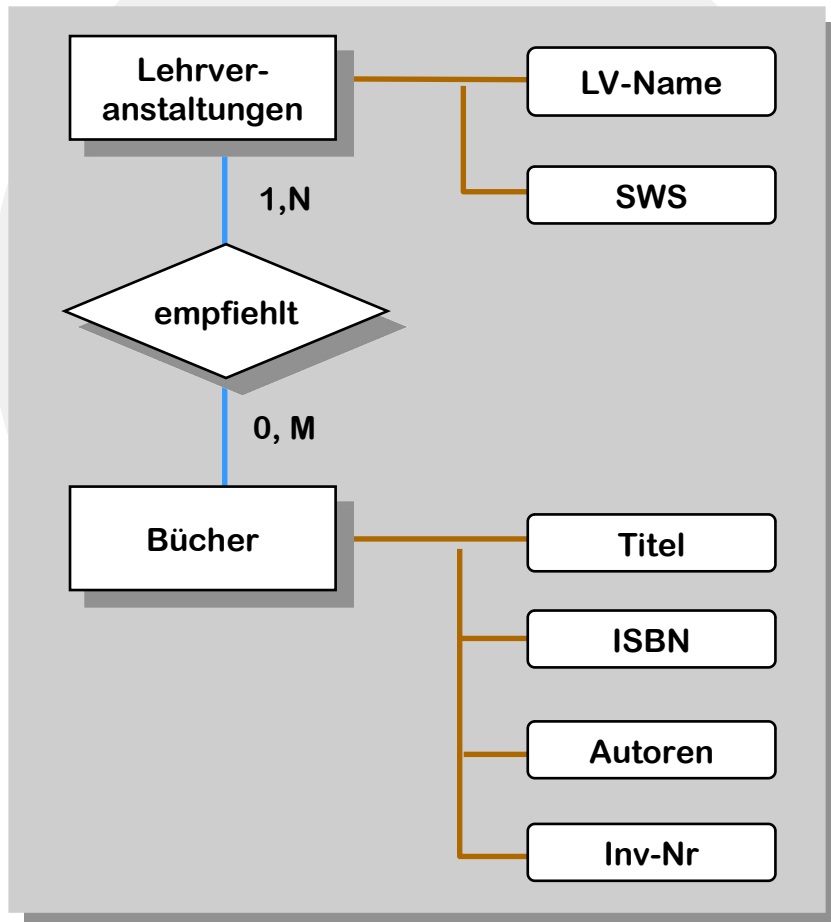 Lehrver-
anstaltungen
LV-Name
SWS
1,N
empfiehlt
0, M
Bücher
Titel
ISBN
Autoren
Inv-Nr